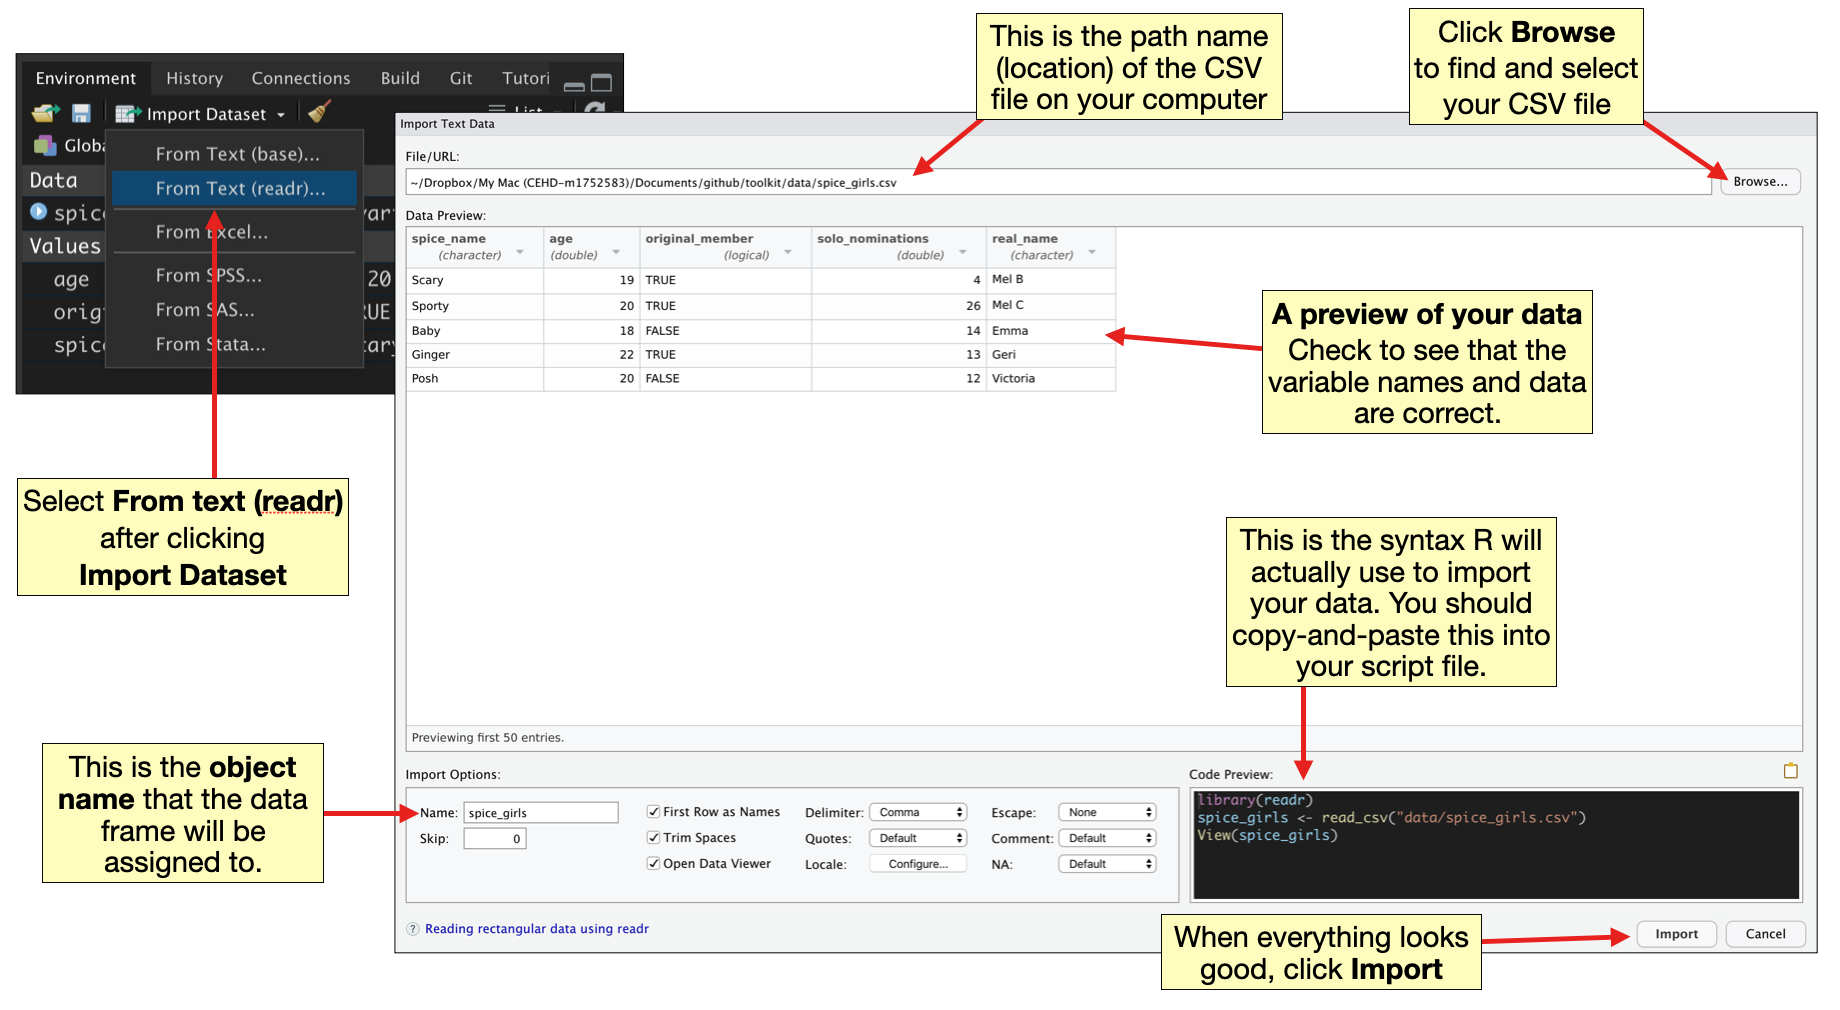 This is the path name
(location) of the CSV
file on your computer
Click Browse
to find and select
your CSV file
Environment History Connections Build Git
Import Dataset
From Text (base)...
Data
From Text (readr)...
From Excel...
Values
From SPSS...
age 20
From SAS...
From Stata...
Import Text Data
File/URL:
~/Dropbox/My Mac (CEHD-m1752583)/Documents/github/toolkit/data/spice_girls.csv
Browse...
Data Preview:
spice_name age original_member solo_nominations real_name
(character) (double) (logical) (double) (character)
Scary 19 TRUE 4 Mel B
Sporty 20 TRUE 26 Mel C
Baby 18 FALSE 14 Emma
Ginger 22 TRUE 13 Geri
Posh 20 FALSE 12 Victoria
A preview of your data
Check to see that the
variable names and data
are correct.
Select From text (readr)
after clicking
Import Dataset
This is the syntax R will
actually use to import
your data. You should
copy-and-paste this into
your script file.
Previewing first 50 entries.
This is the object
name that the data
frame will be
assigned to.
Import Options:
Name: spice_girls First Row as Names Delimiter: Comma Escape: None
Skip: 0 Trim Spaces Quotes: Default Comment: Default
Open Data Viewer Locale: Configure... NA: Default
Code Preview:
library(readr)
spice_girls <- read_csv("data/spice_girls.csv")
View(spice_girls)
? Reading rectangular data using readr
When everything looks
good, click Import
Import Cancel